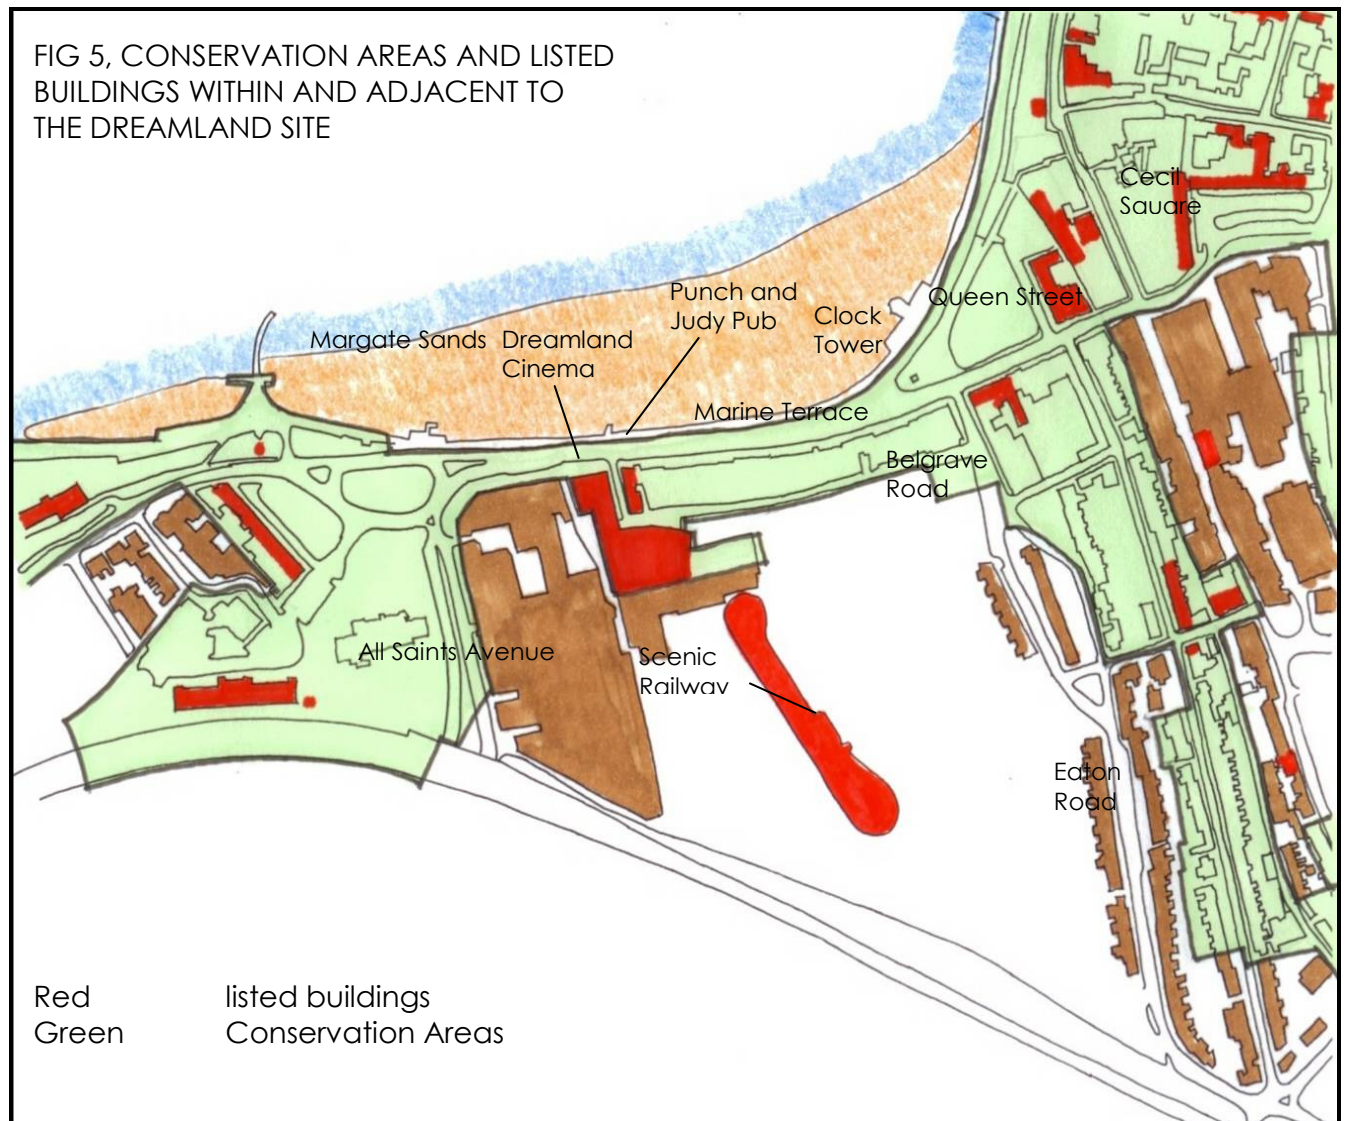 FIG 5, CONSERVATION AREAS AND LISTED
BUILDINGS WITHIN AND ADJACENT TO
THE DREAMLAND SITE
Cecil
Square
Queen Street
Punch and
Judy Pub
Clock
Tower
Margate Sands
Dreamland
Cinema
Marine Terrace
Belgrave
Road
All Saints Avenue
Scenic
Railway
Eaton
Road
Red listed buildings
Green Conservation Areas